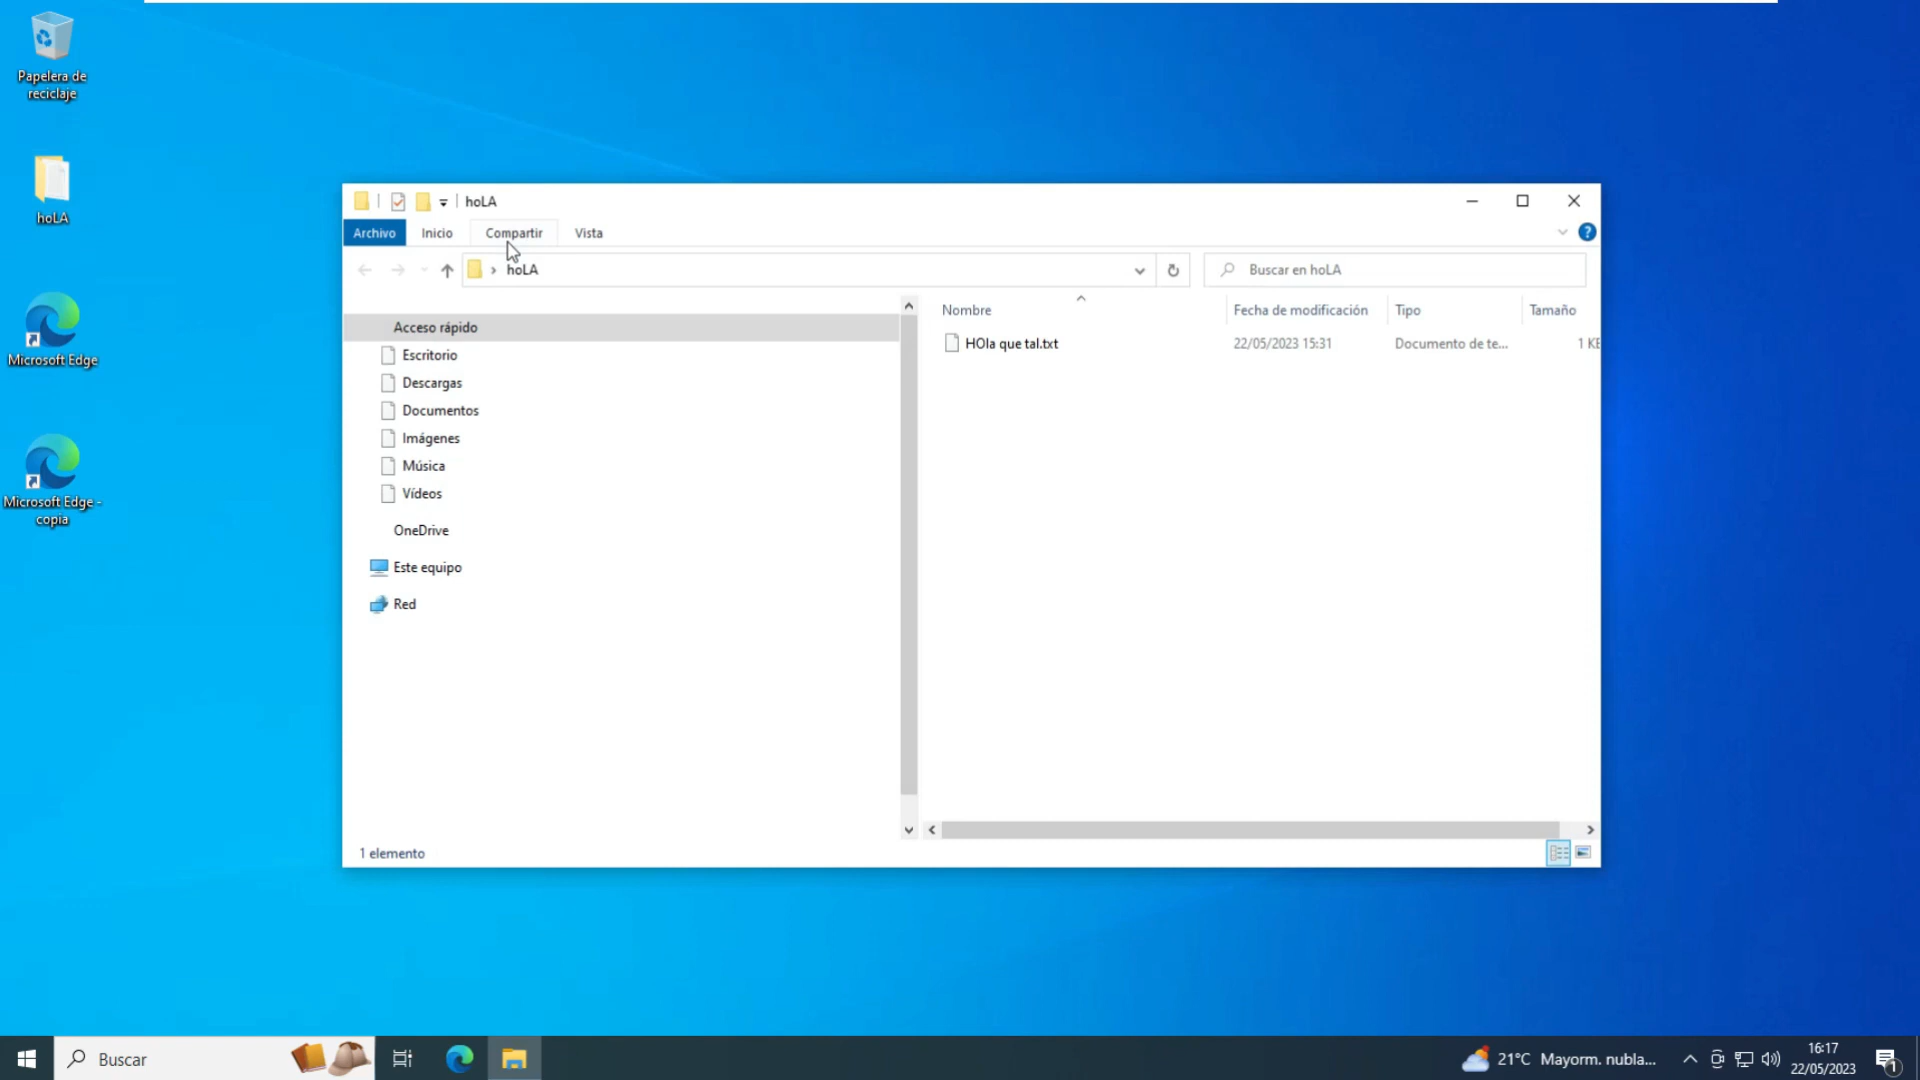 Papelera de
reciclaje
hoLA
Microsoft Edge
Microsoft Edge -
copia
hoLA
Archivo Inicio Compartir Vista
hoLA
Buscar en hoLA
Nombre Fecha de modificación Tipo Tamaño
HOla que tal.txt 22/05/2023 15:31 Documento de te... 1 KB
Acceso rápido
Escritorio
Descargas
Documentos
Imágenes
Música
Vídeos
OneDrive
Este equipo
Red
1 elemento
Buscar
21°C Mayorm. nubla...
16:17
22/05/2023
1